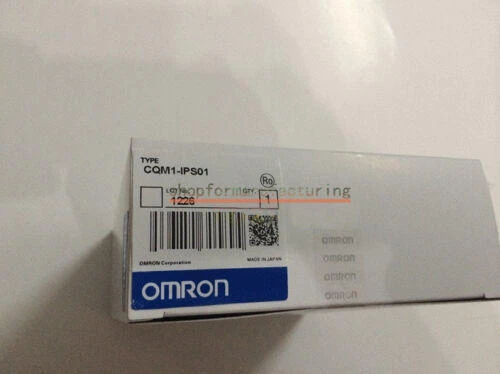 TYPE
CQM1-IPS01
Ro
LOT No. QTY.
1226 1
shopformanufacturing
OMRON Corporation MADE IN JAPAN
OMRON
OMRON
OMRON
OMRON
OMRON